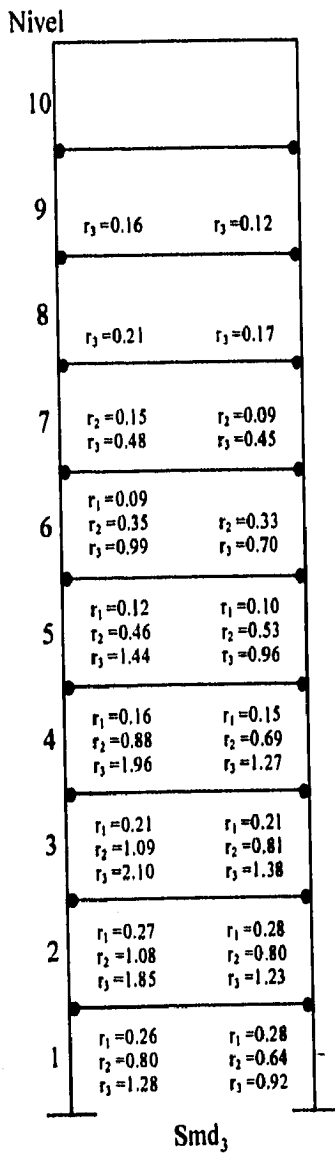 Nivel
10
9
r₃=0.16 r₃=0.12
8
r₃=0.21 r₃=0.17
7
r₂=0.15 r₂=0.09
r₃=0.48 r₃=0.45
6
r₁=0.09
r₂=0.35 r₂=0.33
r₃=0.99 r₃=0.70
5
r₁=0.12 r₁=0.10
r₂=0.46 r₂=0.53
r₃=1.44 r₃=0.96
4
r₁=0.16 r₁=0.15
r₂=0.88 r₂=0.69
r₃=1.96 r₃=1.27
3
r₁=0.21 r₁=0.21
r₂=1.09 r₂=0.81
r₃=2.10 r₃=1.38
2
r₁=0.27 r₁=0.28
r₂=1.08 r₂=0.80
r₃=1.85 r₃=1.23
1
r₁=0.26 r₁=0.28
r₂=0.80 r₂=0.64
r₃=1.28 r₃=0.92
Smd₃